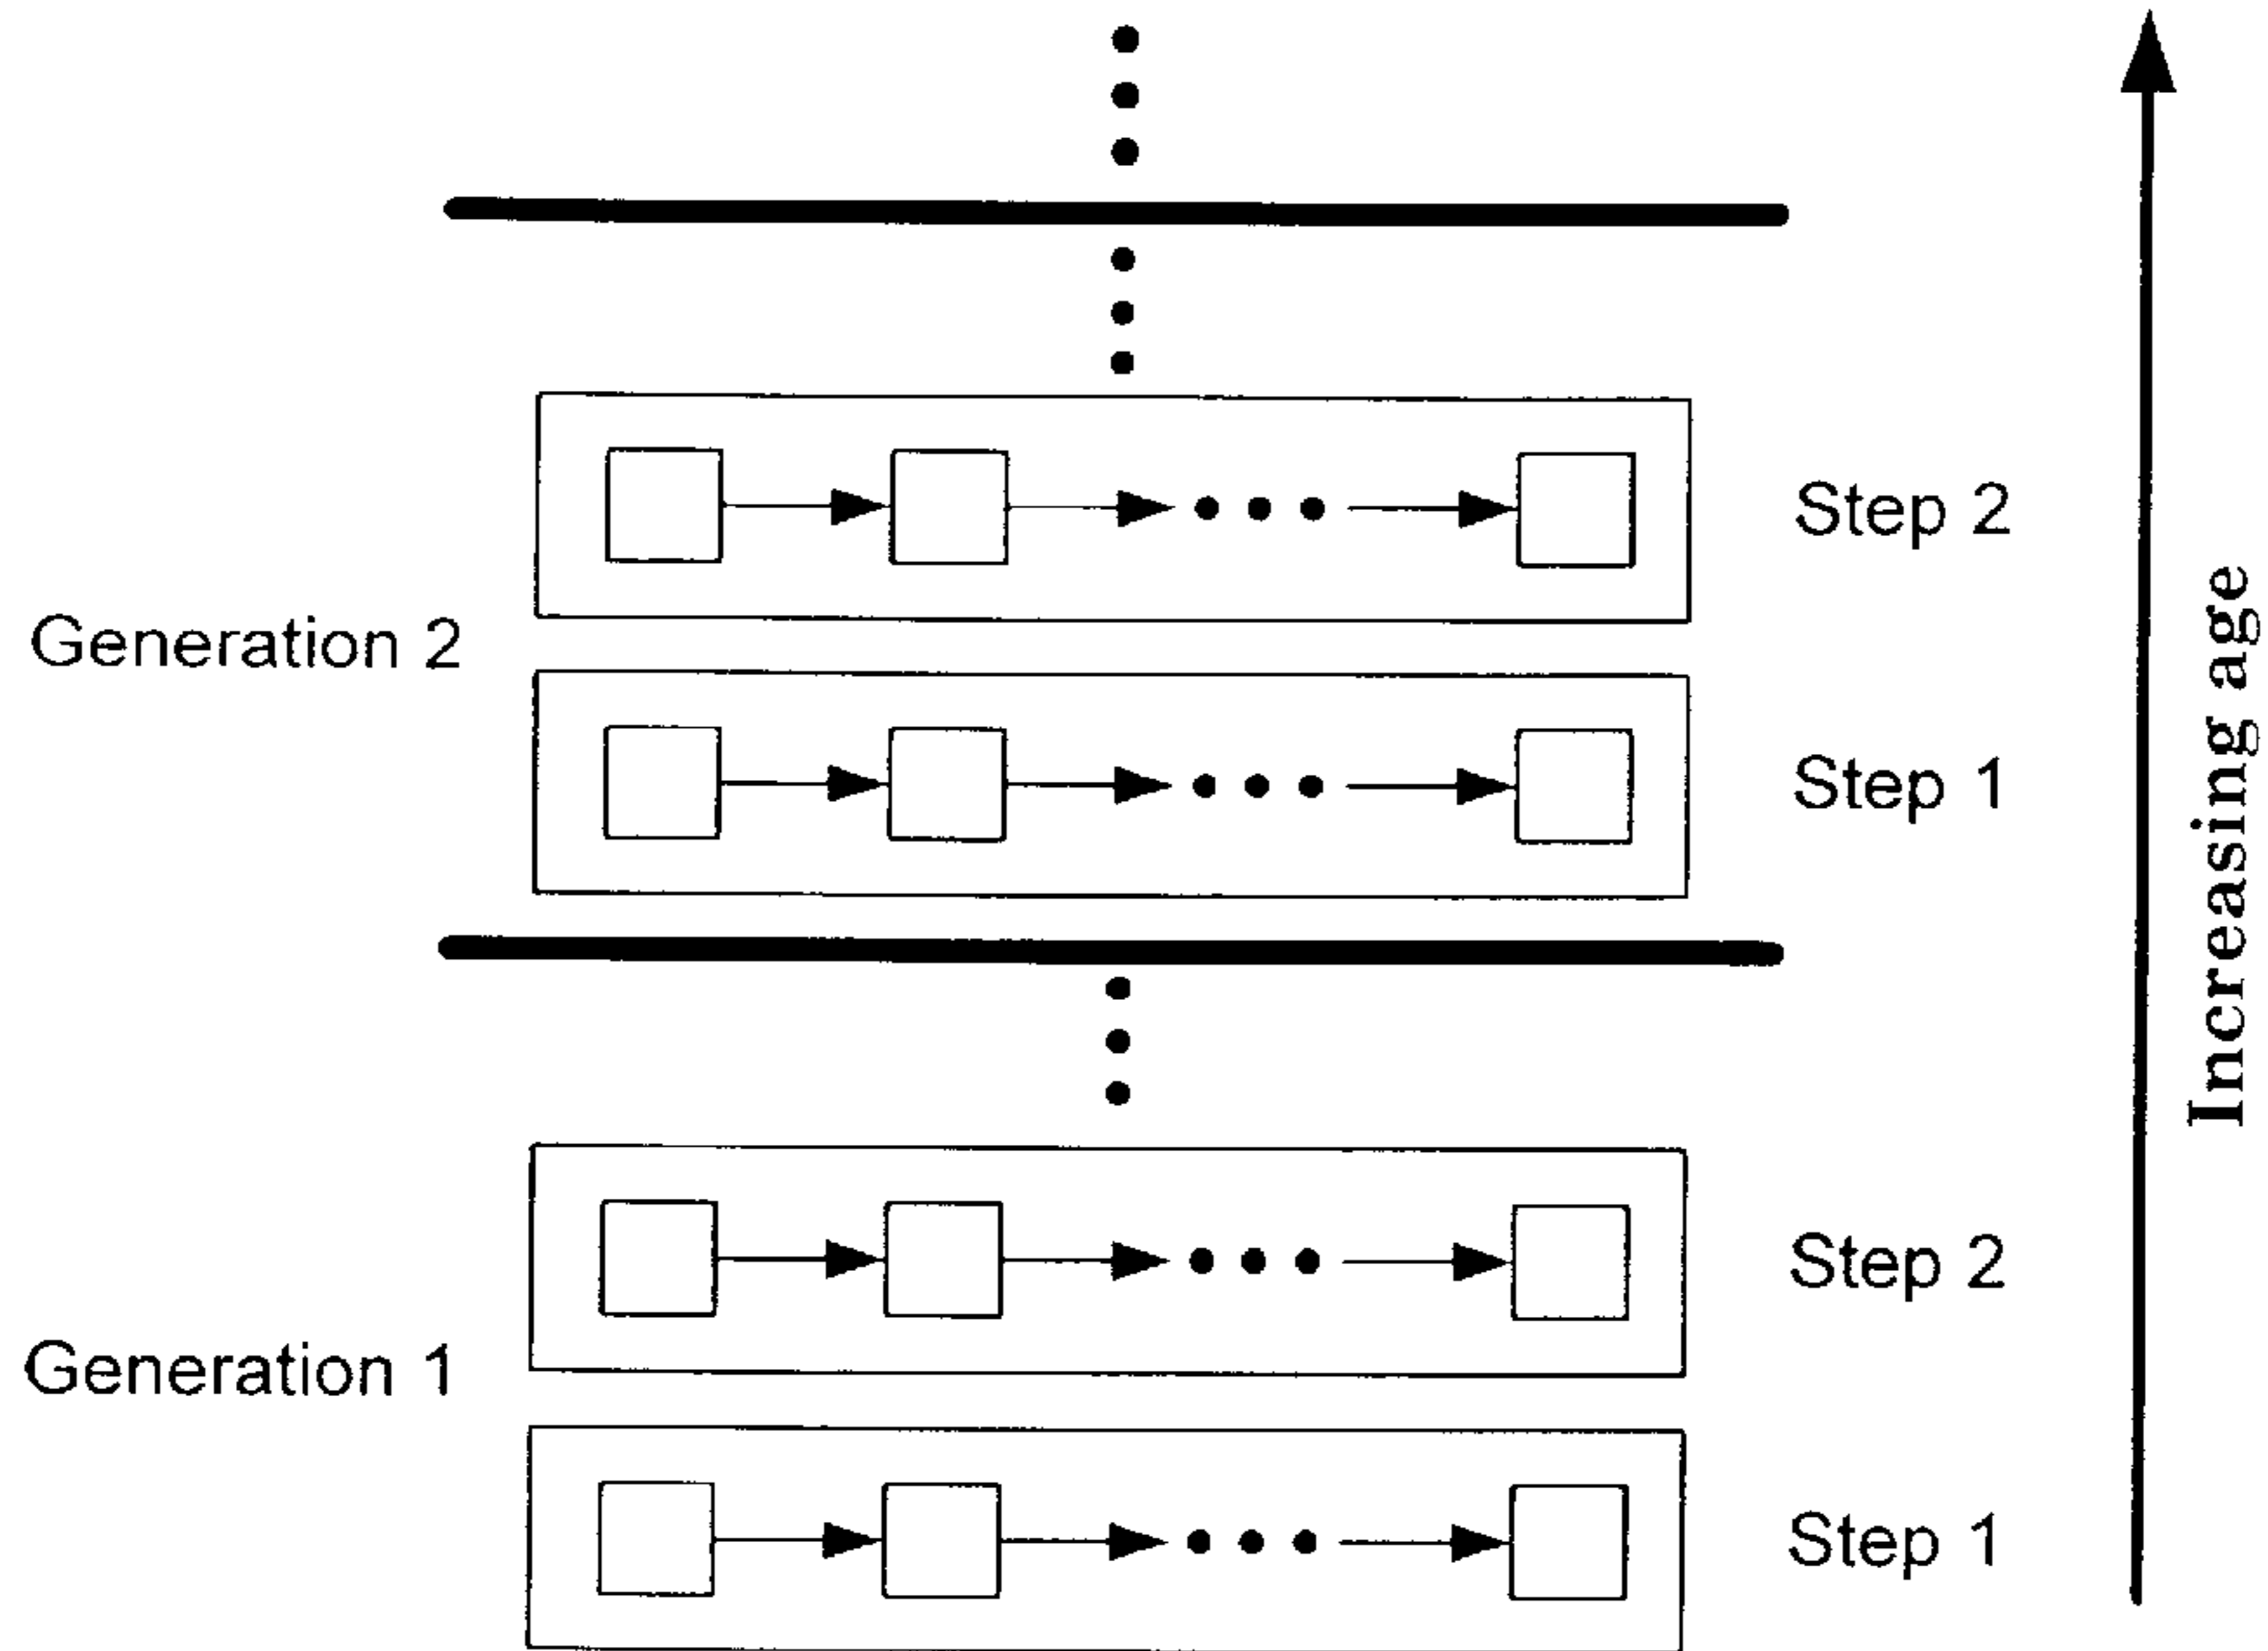 Step 2
Generation 2
Step 1
Increasing age
Step 2
Generation 1
Step 1